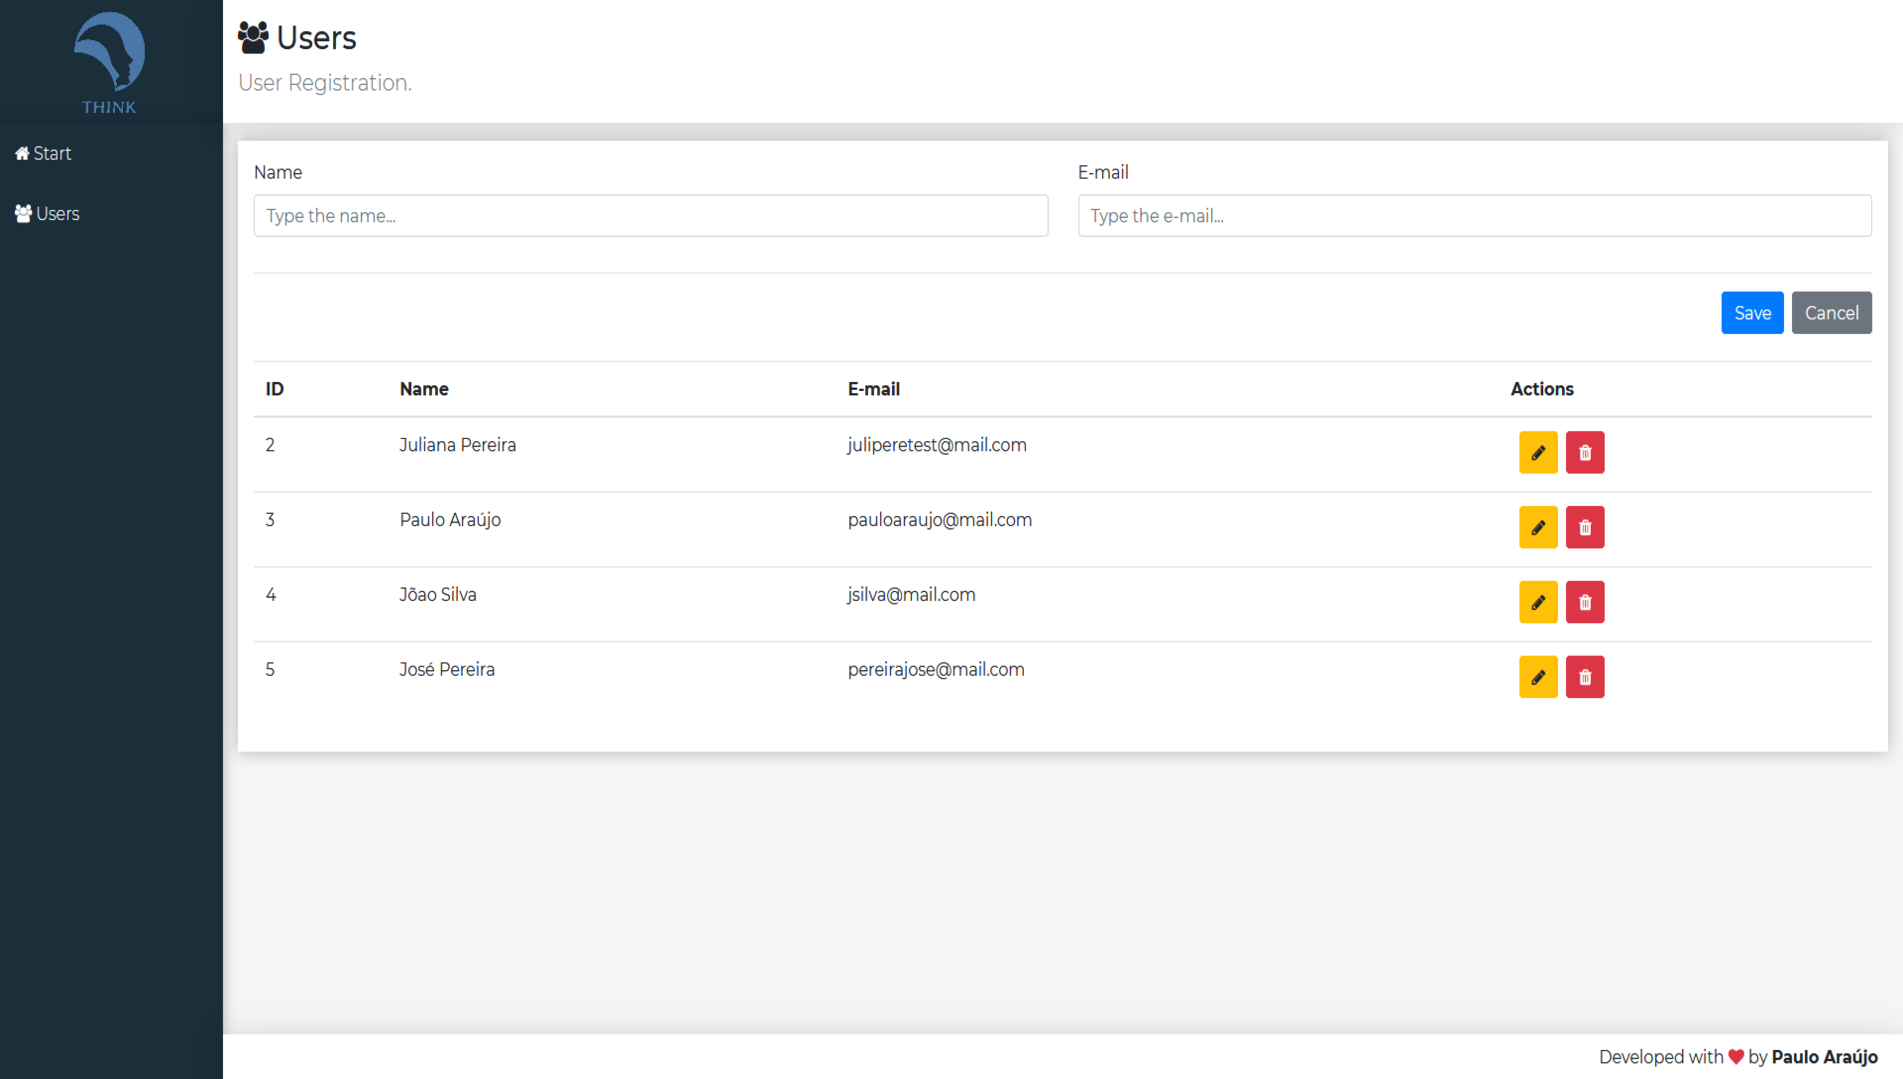 THINK
Start
Users
Users
User Registration.
Name E-mail
Type the name... Type the e-mail...
Save Cancel
ID Name E-mail Actions
2 Juliana Pereira juliperetest@mail.com
3 Paulo Araújo pauloaraujo@mail.com
4 Jõao Silva jsilva@mail.com
5 José Pereira pereirajose@mail.com
Developed with ❤ by Paulo Araújo